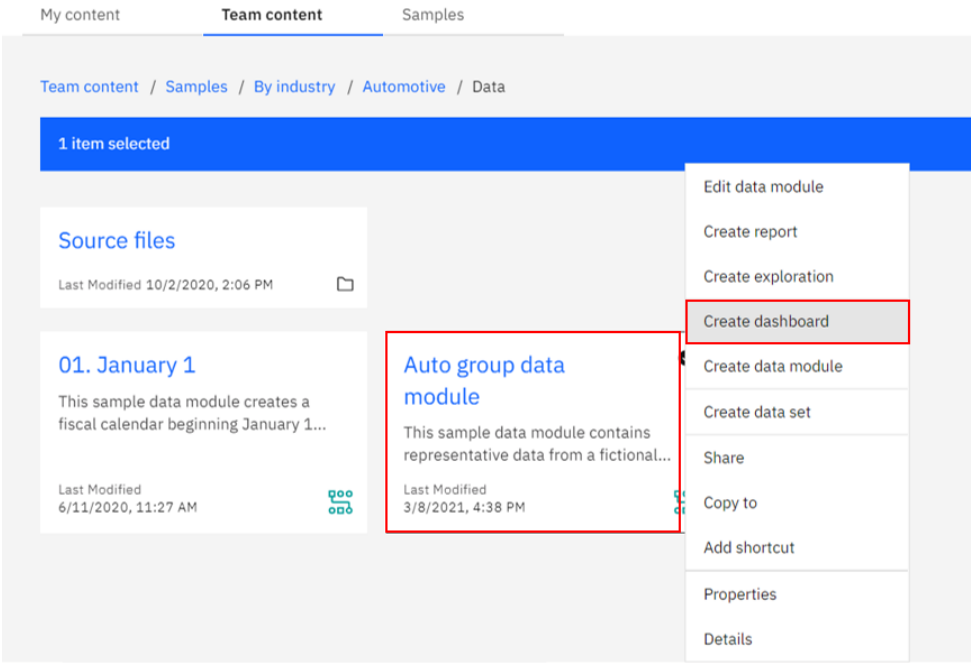 My content Team content Samples
Team content / Samples / By industry / Automotive / Data
1 item selected
Source files
Last Modified 10/2/2020, 2:06 PM
01. January 1
This sample data module creates a
fiscal calendar beginning January 1...
Last Modified
6/11/2020, 11:27 AM
Auto group data
module
This sample data module contains
representative data from a fictional...
Last Modified
3/8/2021, 4:38 PM
Edit data module
Create report
Create exploration
Create dashboard
Create data module
Create data set
Share
Copy to
Add shortcut
Properties
Details